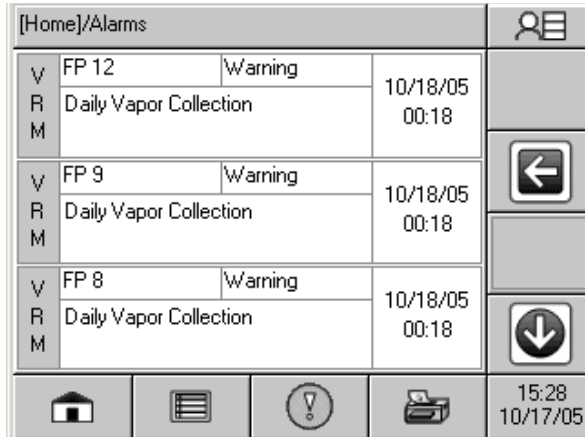 [Home]/Alarms
V R M
FP 12 Warning
Daily Vapor Collection
10/18/05
00:18
V R M
FP 9 Warning
Daily Vapor Collection
10/18/05
00:18
V R M
FP 8 Warning
Daily Vapor Collection
10/18/05
00:18
15:28
10/17/05